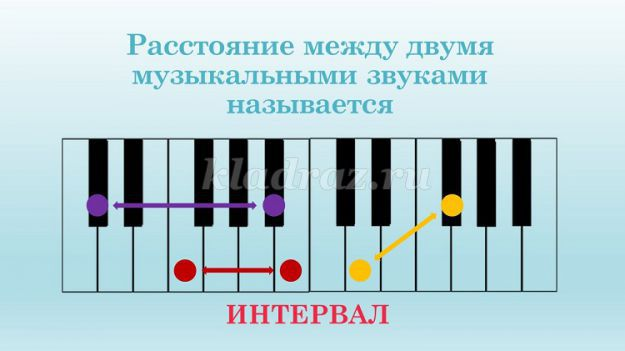 Расстояние между двумя
музыкальными звуками
называется
kladraz.ru
ИНТЕРВАЛ